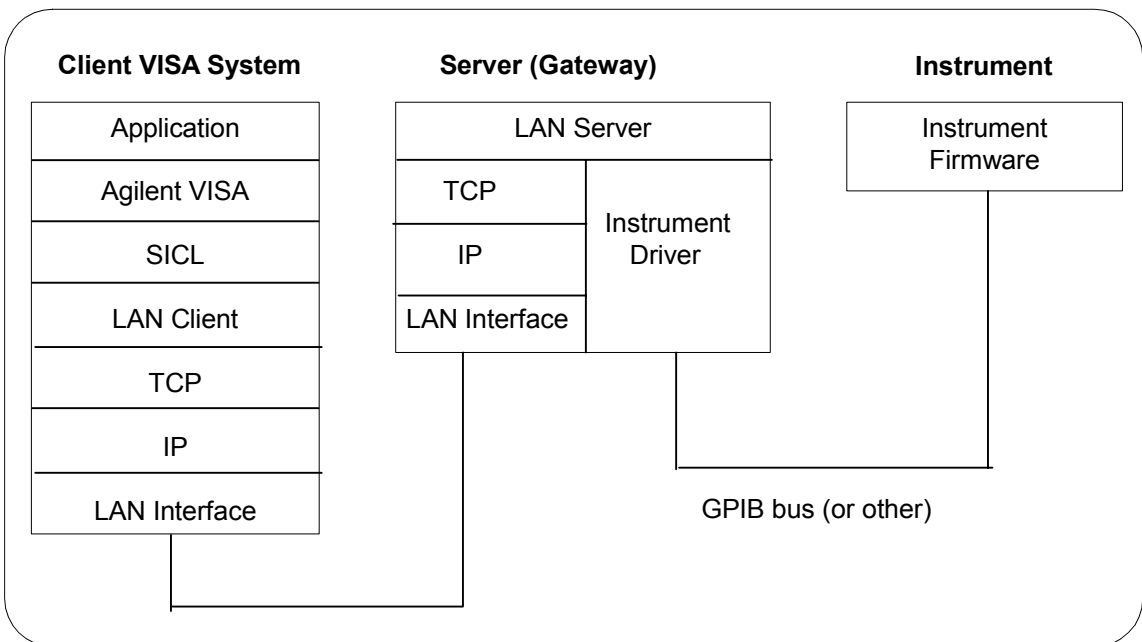 Client VISA System
Application
Agilent VISA
SICL
LAN Client
TCP
IP
LAN Interface
Server (Gateway)
LAN Server
TCP
IP
LAN Interface
Instrument
Driver
Instrument
Instrument
Firmware
GPIB bus (or other)